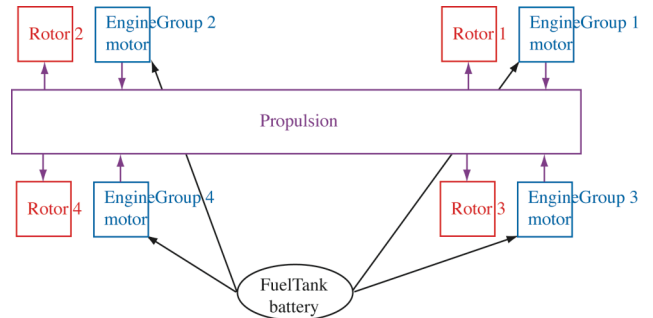 Rotor 2
EngineGroup 2
motor
Rotor 1
EngineGroup 1
motor
Propulsion
Rotor 4
EngineGroup 4
motor
Rotor 3
EngineGroup 3
motor
FuelTank
battery